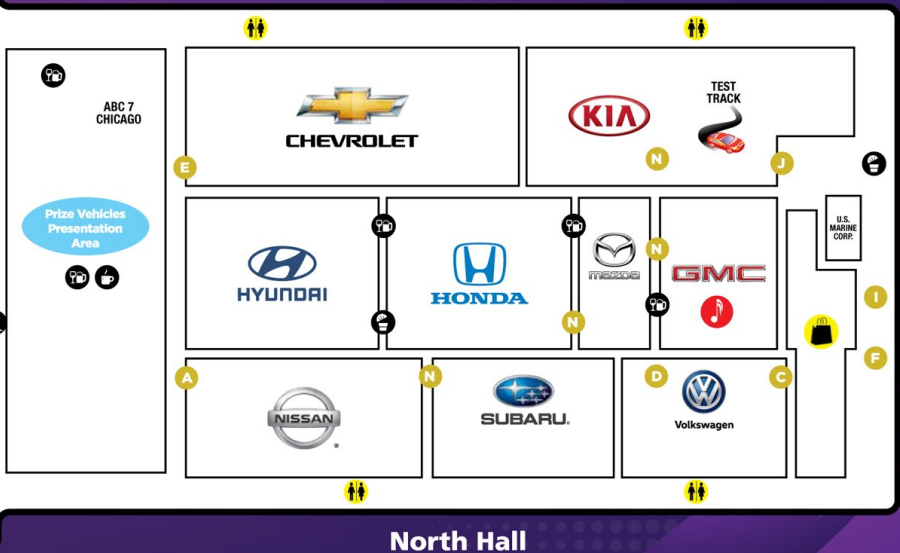 ABC 7
CHICAGO
Prize Vehicles
Presentation
Area
CHEVROLET
E
KIA
TEST
TRACK
N
J
HYUNDAI
HONDA
N
mazda
N
GMC
U.S.
MARINE
CORP.
I
F
A
NISSAN
®
N
SUBARU®
D
Volkswagen
C
North Hall